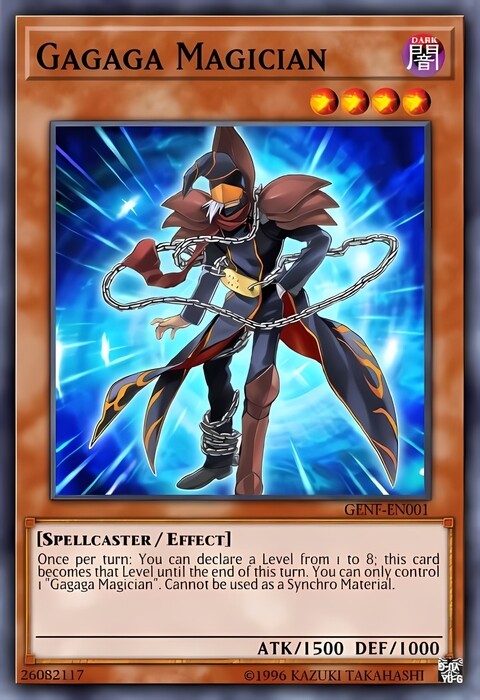 Gagaga Magician
DARK
闇
GENF-EN001
[Spellcaster / Effect]
Once per turn: You can declare a Level from 1 to 8; this card
becomes that Level until the end of this turn. You can only control
1 "Gagaga Magician". Cannot be used as a Synchro Material.
ATK/1500 DEF/1000
26082117
©1996 KAZUKI TAKAHASHI